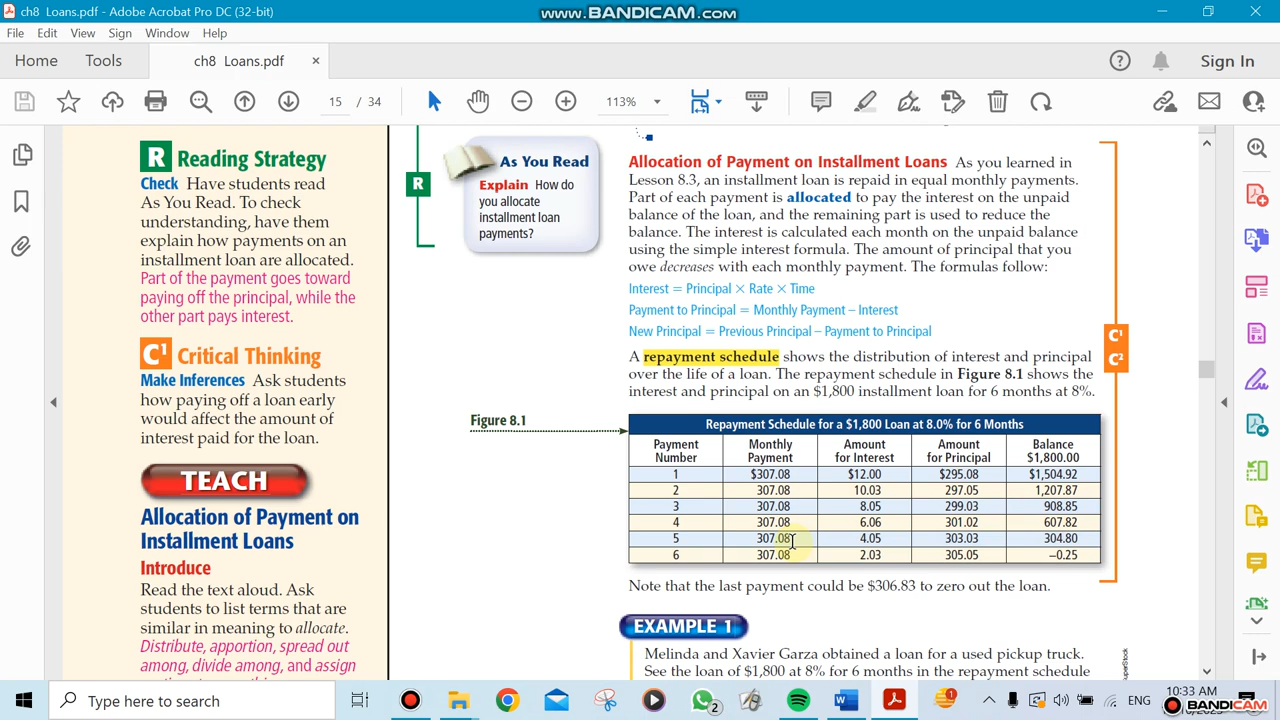 ch8 Loans.pdf - Adobe Acrobat Pro DC (32-bit)
www.BANDICAM.com
File Edit View Sign Window Help
Home Tools ch8 Loans.pdf × Sign In
15 / 34 113%
R Reading Strategy
Check Have students read
As You Read. To check
understanding, have them
explain how payments on an
installment loan are allocated.
Part of the payment goes toward
paying off the principal, while the
other part pays interest.
C1 Critical Thinking
Make Inferences Ask students
how paying off a loan early
would affect the amount of
interest paid for the loan.
TEACH
Allocation of Payment on
Installment Loans
Introduce
Read the text aloud. Ask
students to list terms that are
similar in meaning to allocate.
Distribute, apportion, spread out
among, divide among, and assign
R
As You Read
Explain How do
you allocate
installment loan
payments?
Allocation of Payment on Installment Loans As you learned in
Lesson 8.3, an installment loan is repaid in equal monthly payments.
Part of each payment is allocated to pay the interest on the unpaid
balance of the loan, and the remaining part is used to reduce the
balance. The interest is calculated each month on the unpaid balance
using the simple interest formula. The amount of principal that you
owe decreases with each monthly payment. The formulas follow:
Interest = Principal × Rate × Time
Payment to Principal = Monthly Payment – Interest
New Principal = Previous Principal – Payment to Principal
A repayment schedule shows the distribution of interest and principal
over the life of a loan. The repayment schedule in Figure 8.1 shows the
interest and principal on an $1,800 installment loan for 6 months at 8%.
C1
C2
Figure 8.1
Repayment Schedule for a $1,800 Loan at 8.0% for 6 Months
Payment Monthly Amount Amount Balance
Number Payment for Interest for Principal $1,800.00
1 $307.08 $12.00 $295.08 $1,504.92
2 307.08 10.03 297.05 1,207.87
3 307.08 8.05 299.03 908.85
4 307.08 6.06 301.02 607.82
5 307.08 4.05 303.03 304.80
6 307.08 2.03 305.05 –0.25
Note that the last payment could be $306.83 to zero out the loan.
EXAMPLE 1
Melinda and Xavier Garza obtained a loan for a used pickup truck.
See the loan of $1,800 at 8% for 6 months in the repayment schedule
Type here to search
2
1
ENG
10:33 AM
BANDICAM